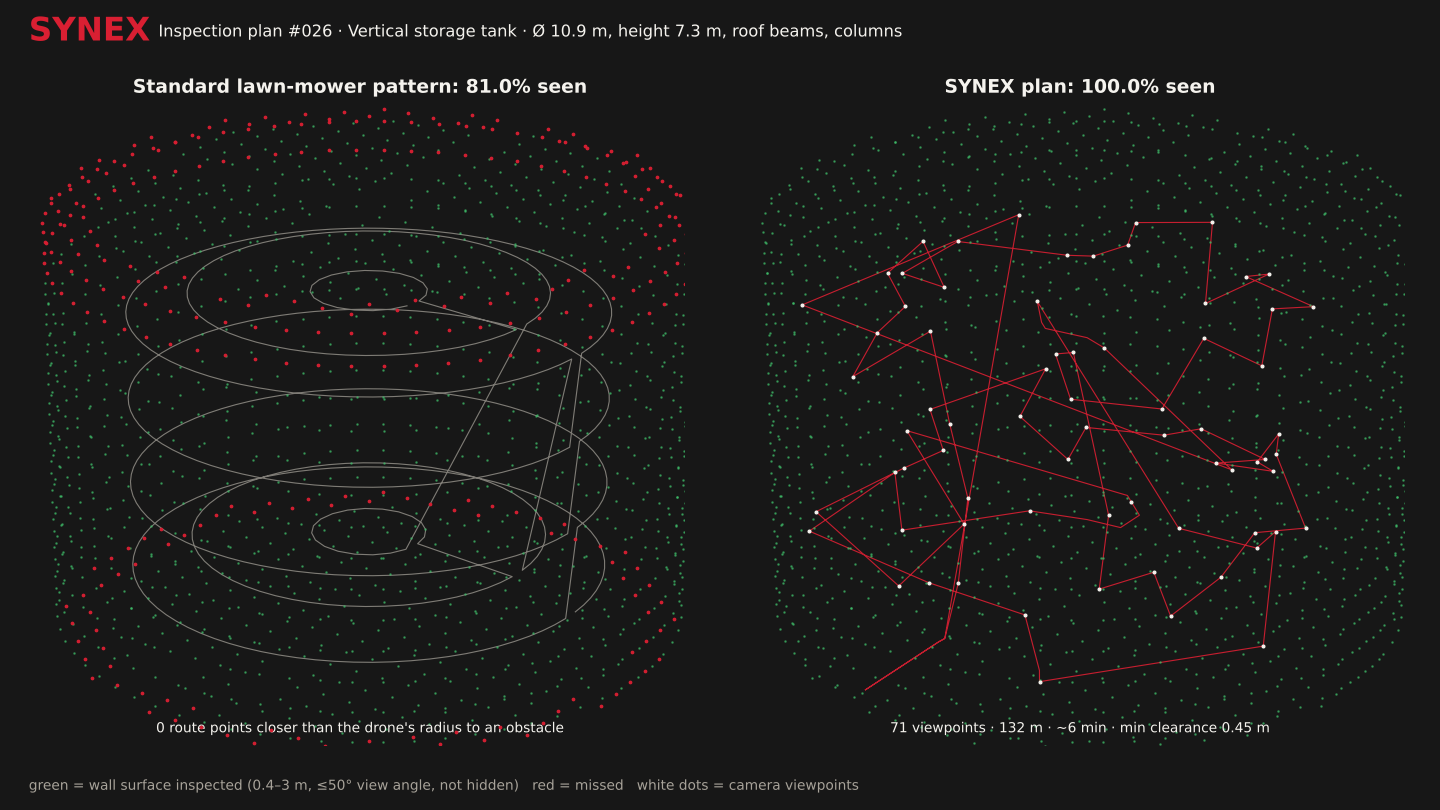 SYNEX Inspection plan #026 · Vertical storage tank · Ø 10.9 m, height 7.3 m, roof beams, columns
Standard lawn-mower pattern: 81.0% seen
SYNEX plan: 100.0% seen
0 route points closer than the drone's radius to an obstacle
71 viewpoints · 132 m · ~6 min · min clearance 0.45 m
green = wall surface inspected (0.4–3 m, ≤50° view angle, not hidden) red = missed white dots = camera viewpoints